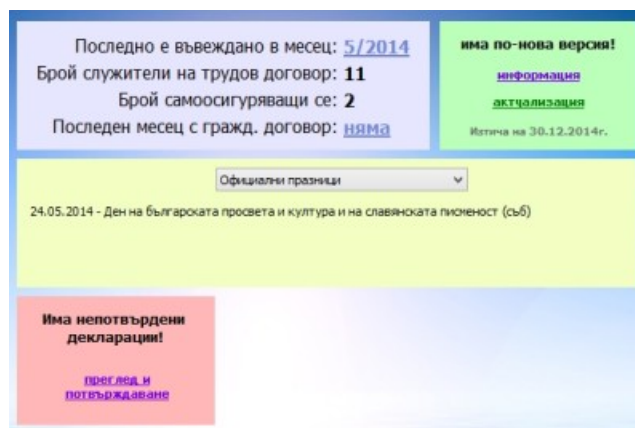 Последно е въвеждано в месец: 5/2014
Брой служители на трудов договор: 11
Брой самоосигуряващи се: 2
Последен месец с гражд. договор: няма
има по-нова версия!
информация
актуализация
Изтича на 30.12.2014г.
Официални празници
24.05.2014 - Ден на българската просвета и култура и на славянската писменост (съб)
Има непотвърдени
декларации!
преглед и
потвърждаване